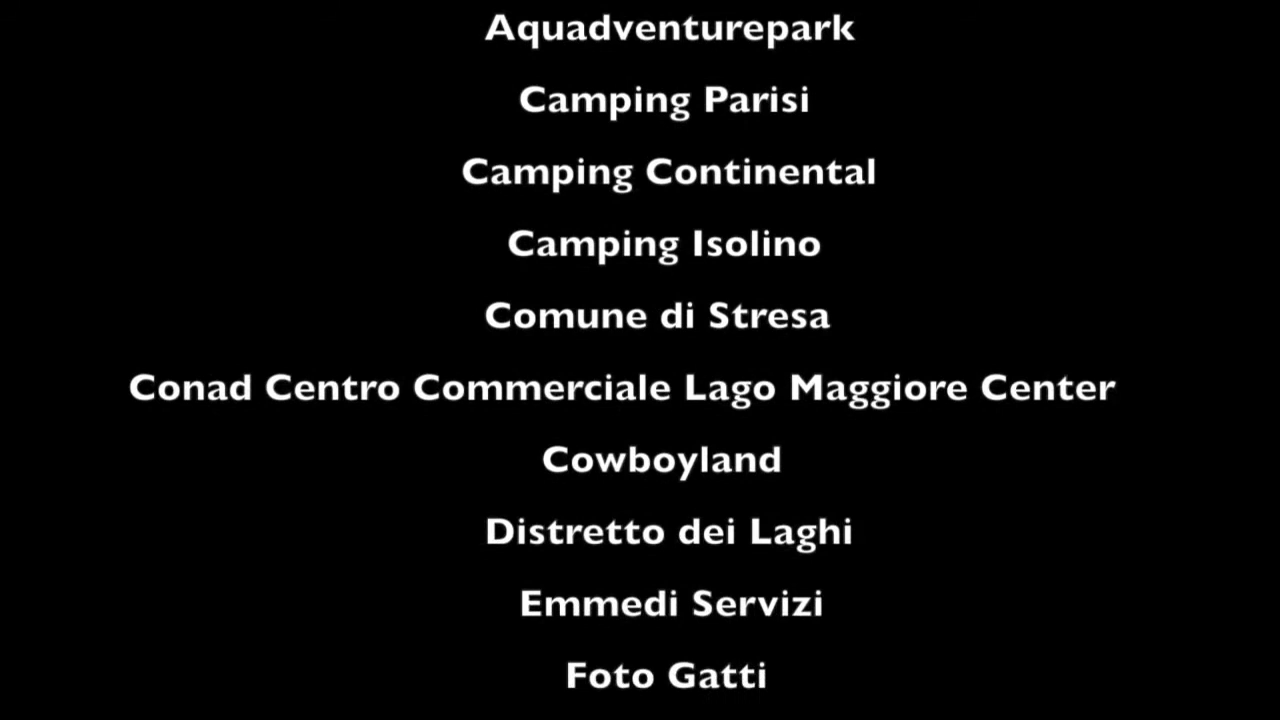 Aquadventurepark
Camping Parisi
Camping Continental
Camping Isolino
Comune di Stresa
Conad Centro Commerciale Lago Maggiore Center
Cowboyland
Distretto dei Laghi
Emmedi Servizi
Foto Gatti